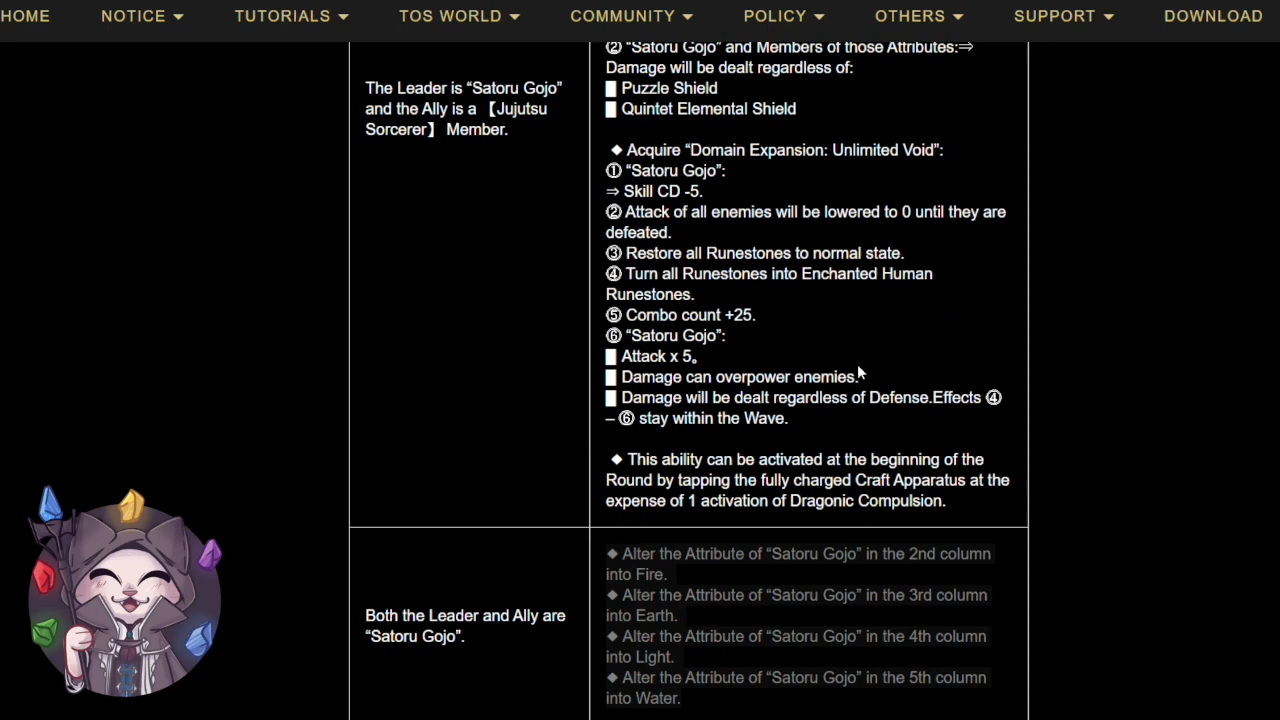 HOME NOTICE TUTORIALS TOS WORLD COMMUNITY POLICY OTHERS SUPPORT DOWNLOAD
The Leader is “Satoru Gojo”
and the Ally is a 【Jujutsu
Sorcerer】 Member.
② “Satoru Gojo” and Members of those Attributes:⇒
Damage will be dealt regardless of:
█ Puzzle Shield
█ Quintet Elemental Shield
◆ Acquire “Domain Expansion: Unlimited Void”:
① “Satoru Gojo”:
⇒ Skill CD -5.
② Attack of all enemies will be lowered to 0 until they are
defeated.
③ Restore all Runestones to normal state.
④ Turn all Runestones into Enchanted Human
Runestones.
⑤ Combo count +25.
⑥ “Satoru Gojo”:
█ Attack x 5。
█ Damage can overpower enemies.
█ Damage will be dealt regardless of Defense.Effects ④
– ⑥ stay within the Wave.
◆ This ability can be activated at the beginning of the
Round by tapping the fully charged Craft Apparatus at the
expense of 1 activation of Dragonic Compulsion.
Both the Leader and Ally are
“Satoru Gojo”.
◆ Alter the Attribute of “Satoru Gojo” in the 2nd column
into Fire.
◆ Alter the Attribute of “Satoru Gojo” in the 3rd column
into Earth.
◆ Alter the Attribute of “Satoru Gojo” in the 4th column
into Light.
◆ Alter the Attribute of “Satoru Gojo” in the 5th column
into Water.